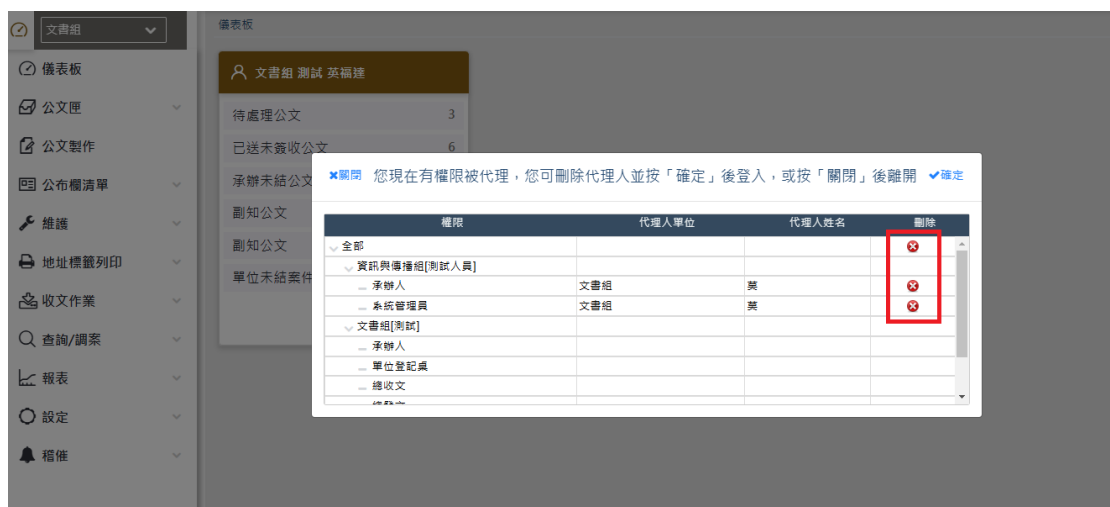 文書組
儀表板
儀表板
公文匣
公文製作
公布欄清單
維護
地址標籤列印
收文作業
查詢/調案
報表
設定
稽催
文書組 測試 英福達
待處理公文 3
已送未簽收公文 6
承辦未結公文
副知公文
副知公文
單位未結案件
關閉 您現在有權限被代理，您可刪除代理人並按「確定」後登入，或按「關閉」後離開 確定
權限 代理人單位 代理人姓名 刪除
全部
資訊與傳播組[測試人員]
承辦人 文書組 莫
系統管理員 文書組 莫
文書組[測試]
承辦人
單位登記桌
總收文